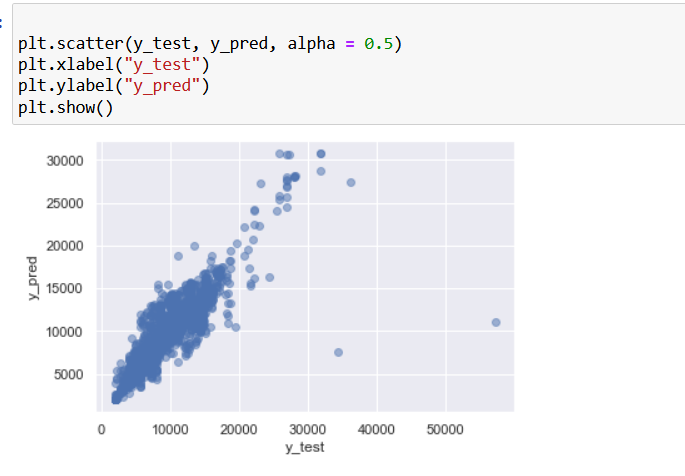 :
plt.scatter(y_test, y_pred, alpha = 0.5)
plt.xlabel("y_test")
plt.ylabel("y_pred")
plt.show()
30000
25000
20000
15000
10000
5000
y_pred
0 10000 20000 30000 40000 50000
y_test